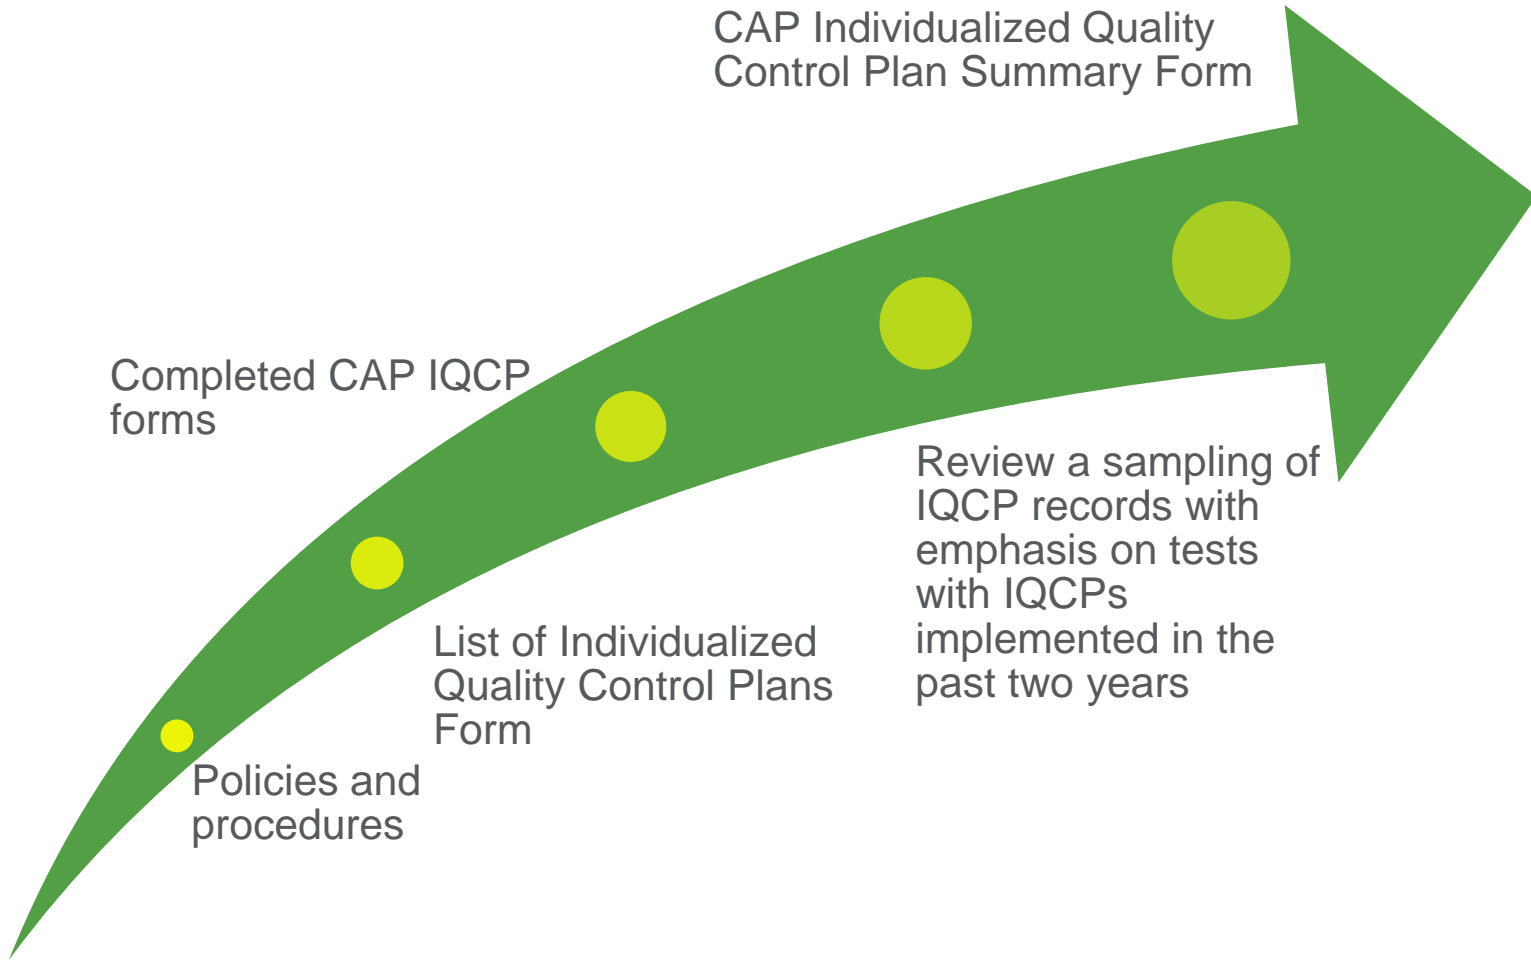 CAP Individualized Quality
Control Plan Summary Form
Completed CAP IQCP
forms
Review a sampling of
IQCP records with
emphasis on tests
with IQCPs
implemented in the
past two years
List of Individualized
Quality Control Plans
Form
Policies and
procedures